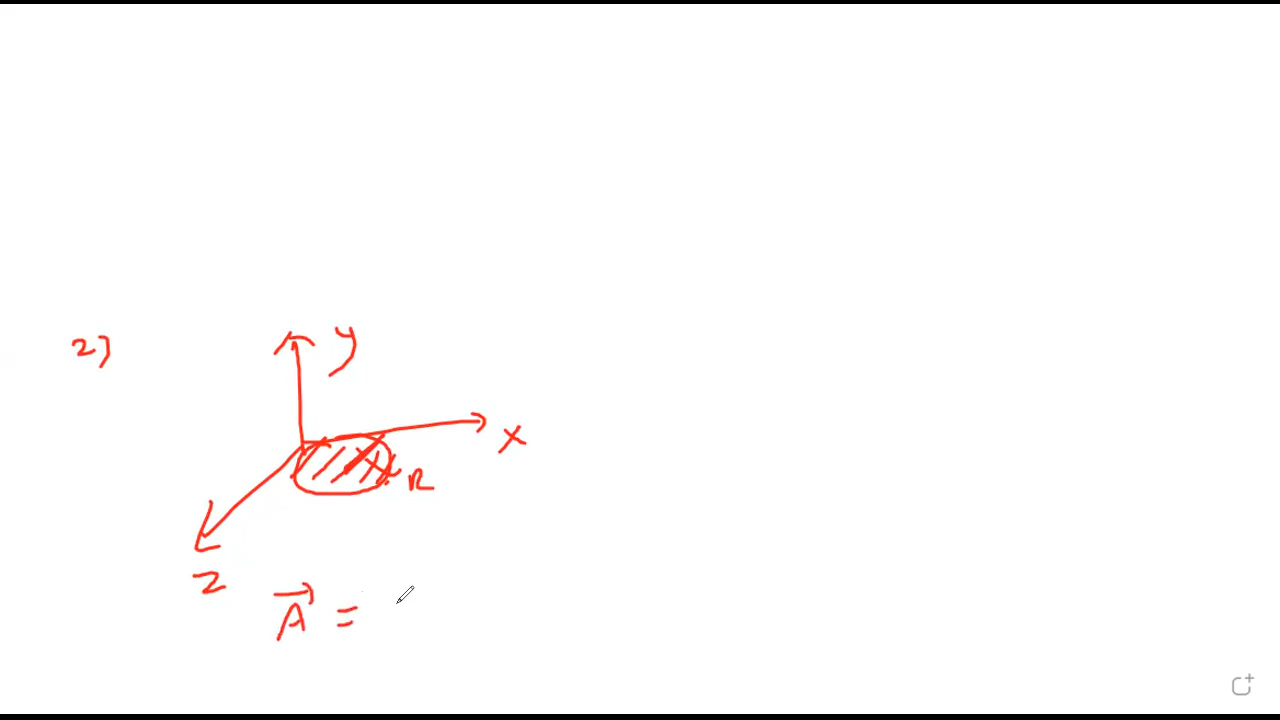 2)
y
x
R
z
A⃗ =